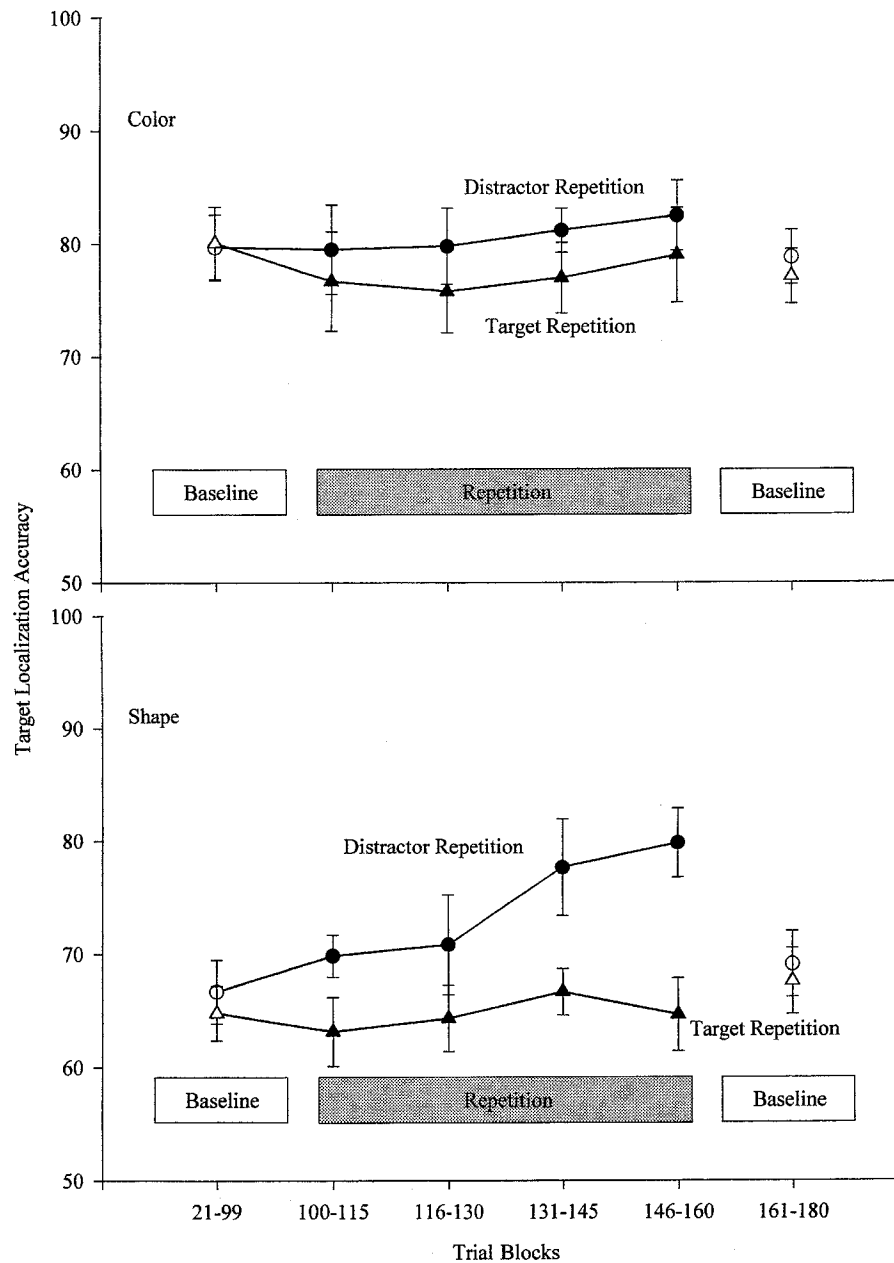 100
Color
90
Distractor Repetition
80
Target Repetition
70
60
Baseline
Repetition
Baseline
50
Target Localization Accuracy
100
Shape
90
80
Distractor Repetition
70
Target Repetition
60
Baseline
Repetition
Baseline
50
21-99 100-115 116-130 131-145 146-160 161-180
Trial Blocks